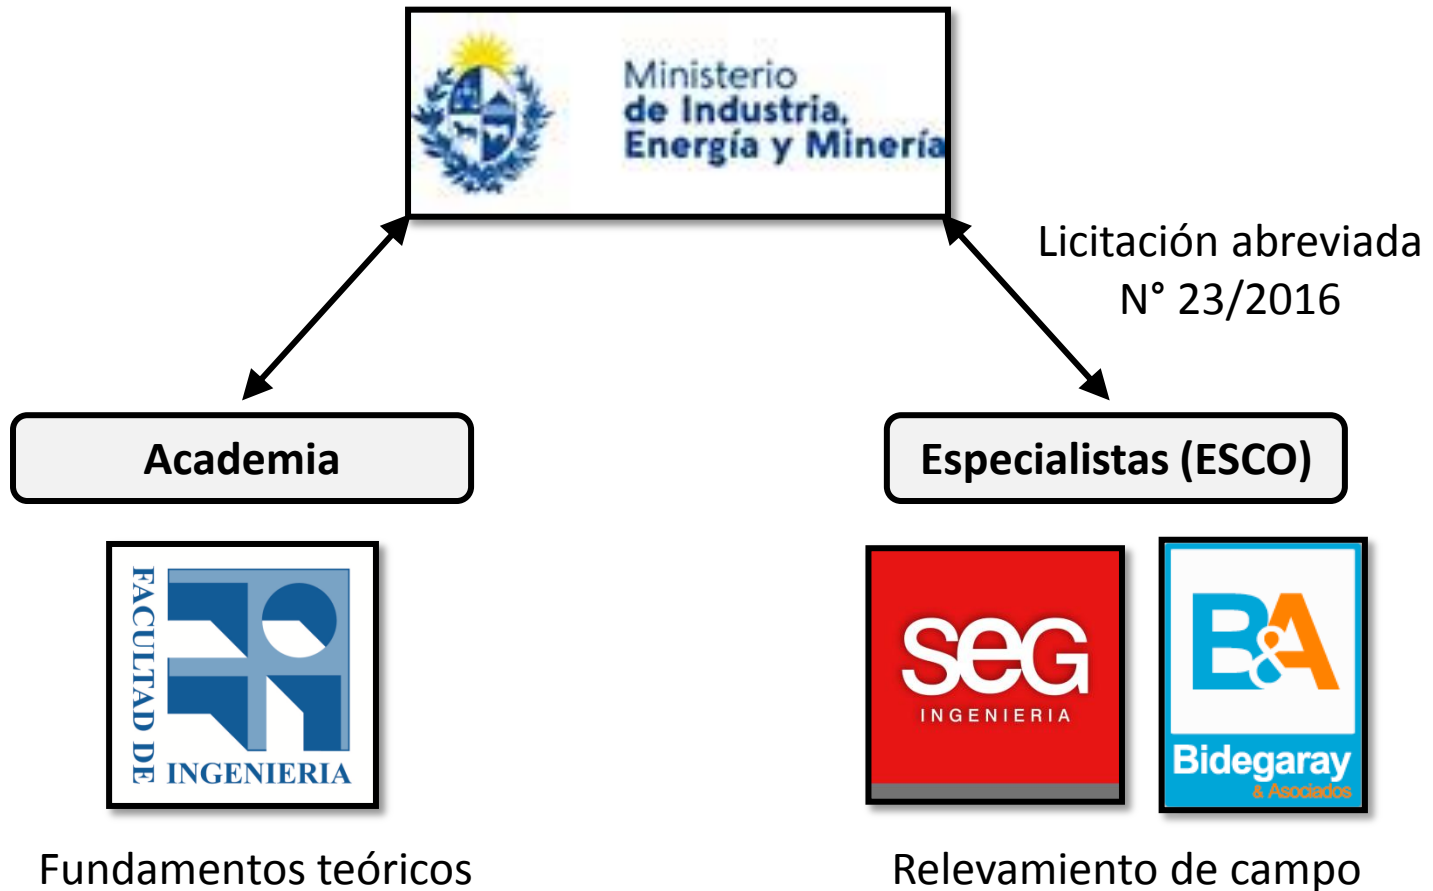 Ministerio
de Industria,
Energía y Minería
Licitación abreviada
N° 23/2016
Academia
Especialistas (ESCO)
FACULTAD DE
INGENIERIA
seG
INGENIERIA
B&A
Bidegaray
& Asociados
Fundamentos teóricos
Relevamiento de campo